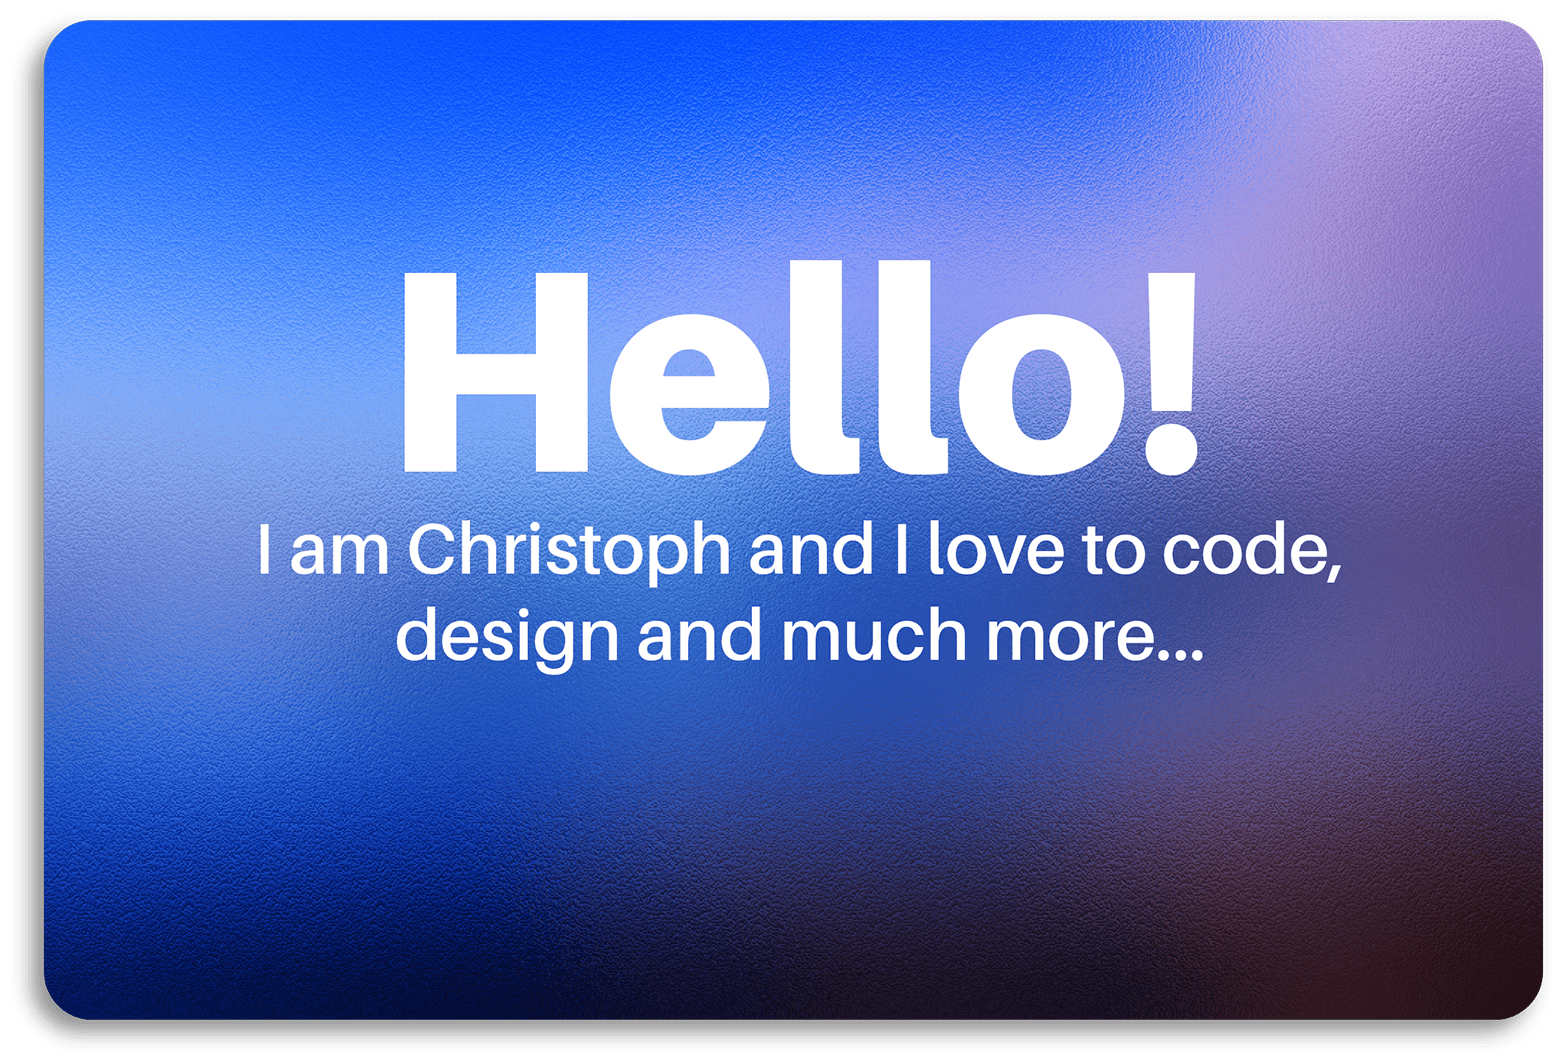 Hello!
I am Christoph and I love to code,
design and much more...